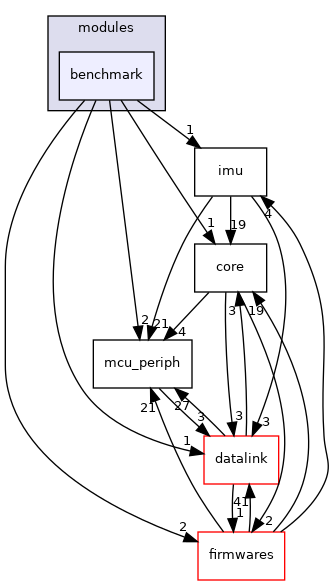 modules
benchmark
1
imu
4
1
19
core
3
19
2
21
4
mcu_periph
21
27
3
3
3
1
datalink
41
1
2
2
firmwares